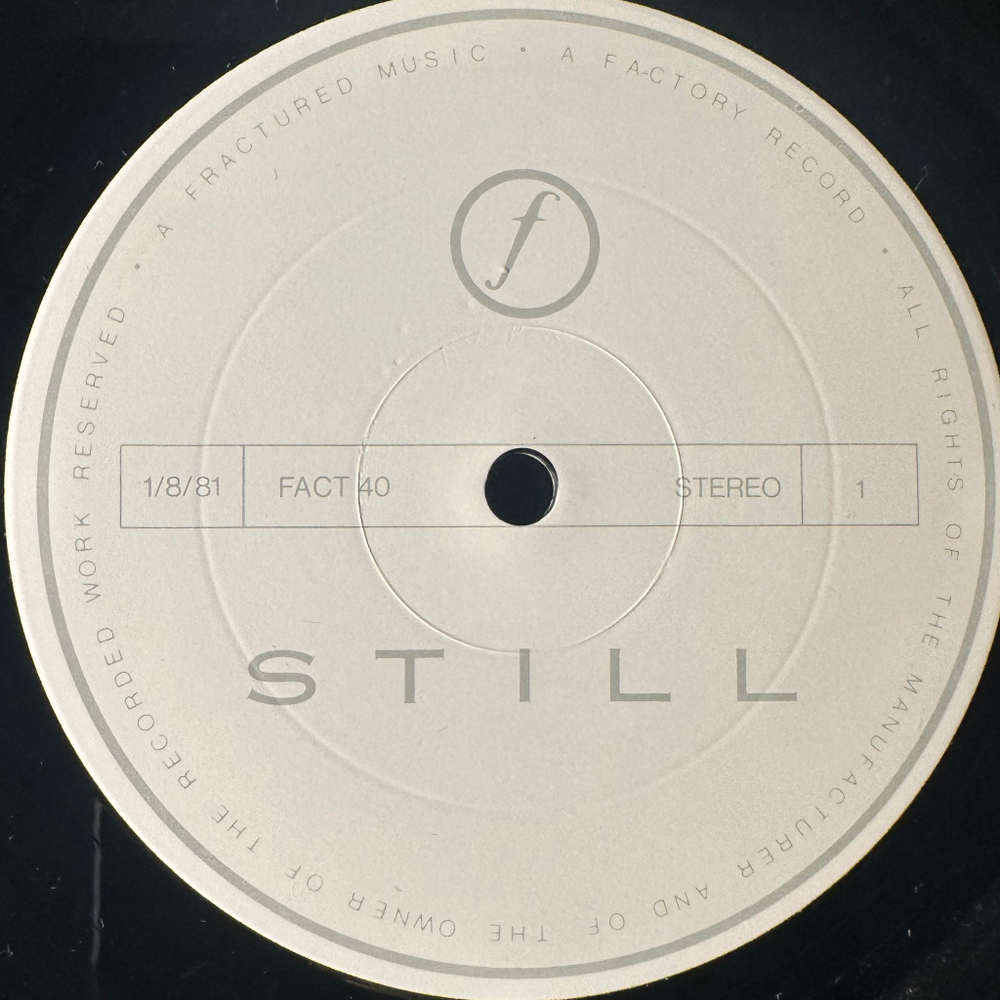 A FRACTURED MUSIC • A FACTORY RECORD • ALL RIGHTS OF THE MANUFACTURER AND OF THE OWNER OF THE RECORDED WORK RESERVED •
f
1/8/81 FACT 40 STEREO 1
STILL